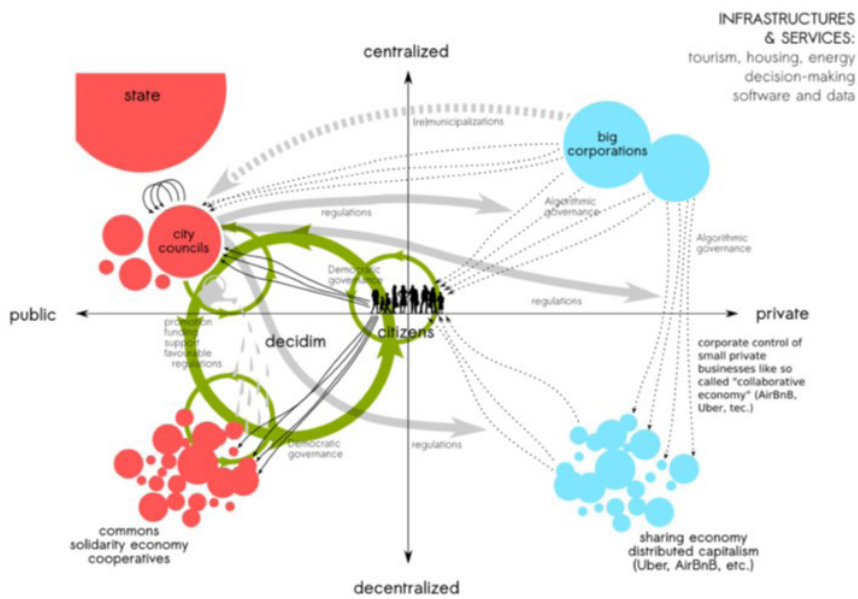 INFRASTRUCTURES
& SERVICES:
tourism, housing, energy
decision-making
software and data
centralized
state
(re)municipalizations
big
corporations
regulations
Algorithmic
governance
city
councils
Algorithmic
governance
Democratic
governance
regulations
public
private
citizens
decidim
promotion
funding
support
favourable
regulations
corporate control of
small private
businesses like so
called "collaborative
economy" (AirBnB,
Uber, tec.)
Democratic
governance
regulations
commons
solidarity economy
cooperatives
sharing economy
distributed capitalism
(Uber, AirBnB, etc.)
decentralized